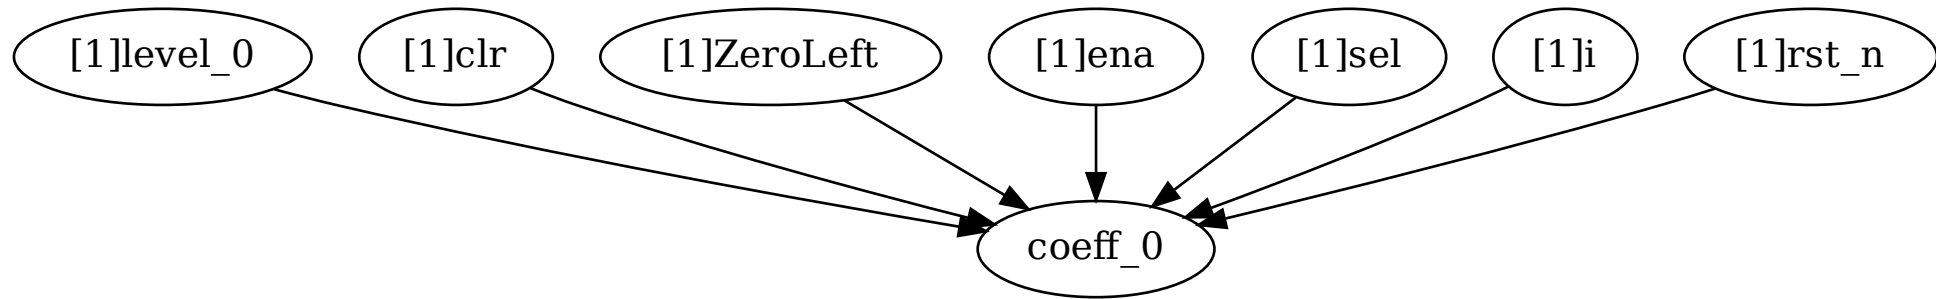 [1]level_0
[1]clr
[1]ZeroLeft
[1]ena
[1]sel
[1]i
[1]rst_n
coeff_0